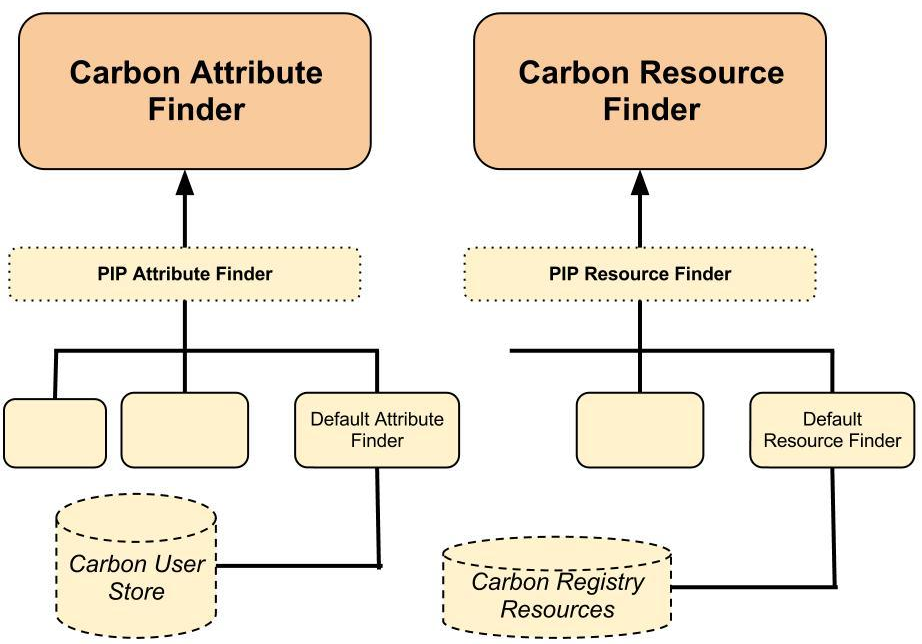 Carbon Attribute
Finder
Carbon Resource
Finder
PIP Attribute Finder
PIP Resource Finder
Default Attribute
Finder
Default
Resource Finder
Carbon User
Store
Carbon Registry
Resources